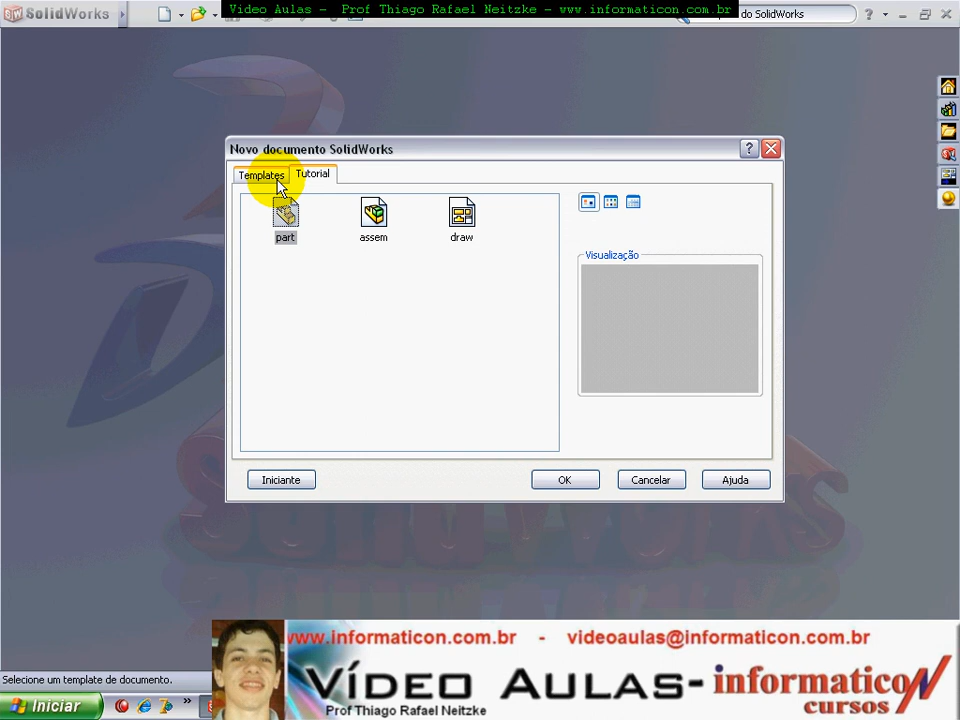 SolidWorks
Video Aulas - Prof Thiago Rafael Neitzke - www.informaticon.com.br
do SolidWorks
Novo documento SolidWorks
Templates
Tutorial
part
assem
draw
Visualização
Iniciante
OK
Cancelar
Ajuda
www.informaticon.com.br - videoaulas@informaticon.com.br
VÍDEO AULAS-informaticon
cursos
Prof Thiago Rafael Neitzke
Selecione um template de documento.
Iniciar